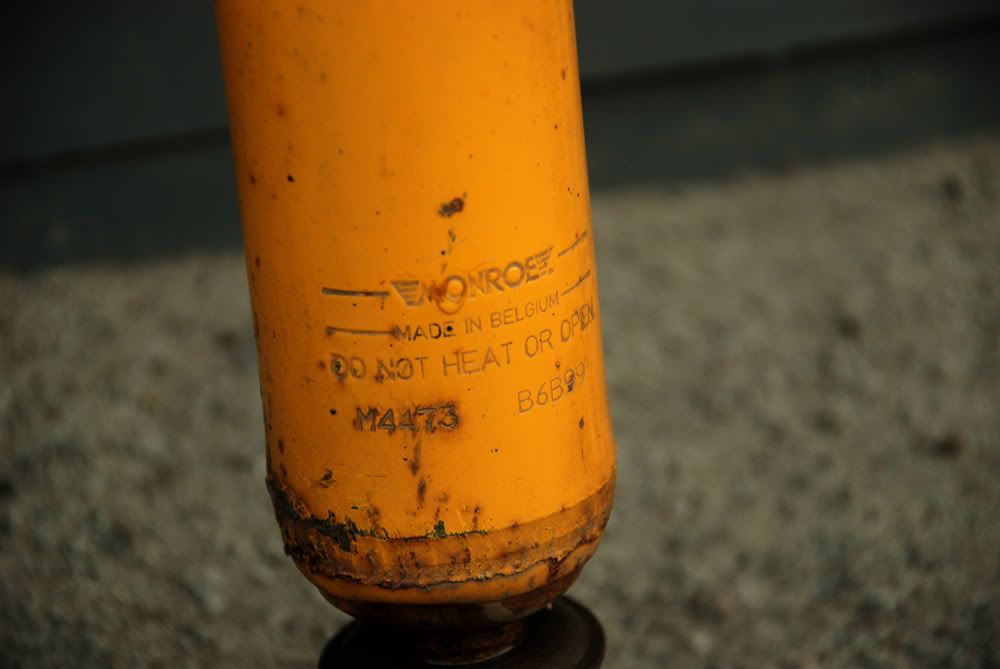 MONROE
MADE IN BELGIUM
DO NOT HEAT OR OPEN
M4473 B6B99